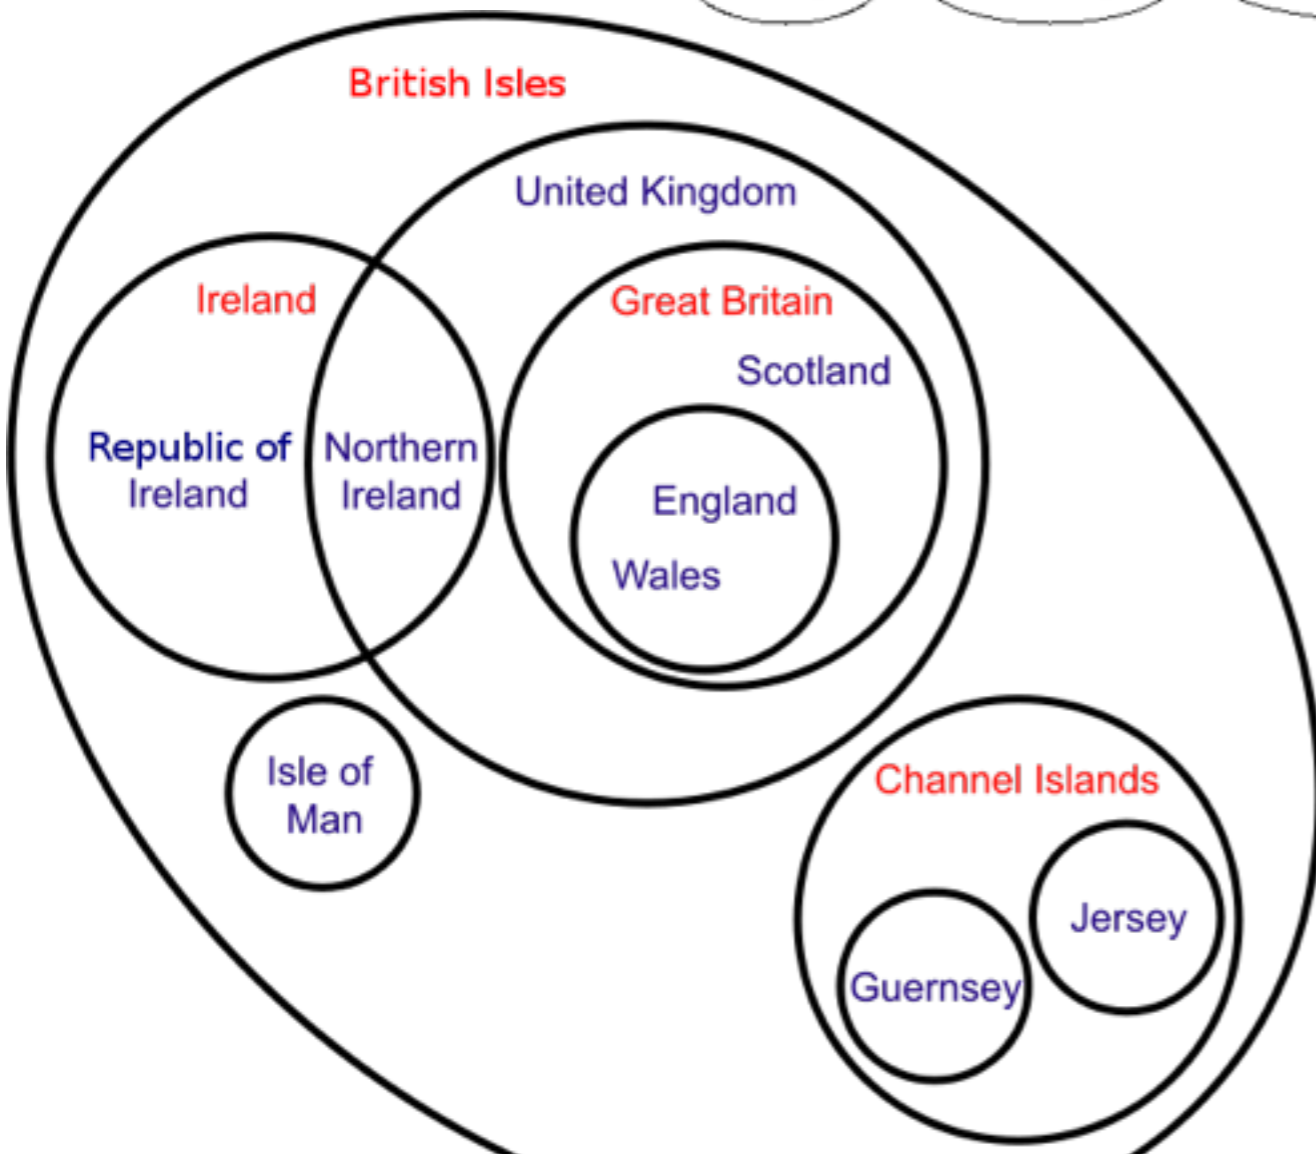 British Isles
United Kingdom
Ireland
Great Britain
Scotland
Republic of
Ireland
Northern
Ireland
England
Wales
Isle of
Man
Channel Islands
Jersey
Guernsey